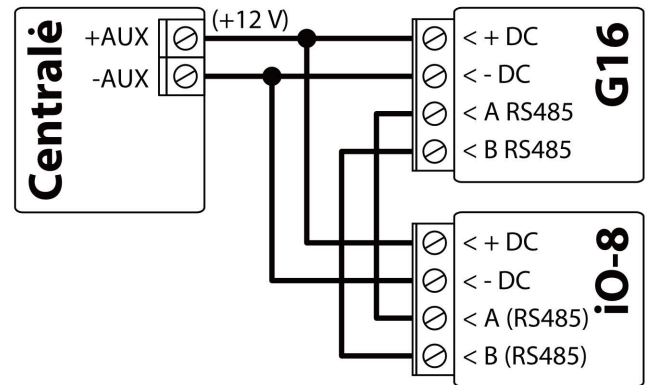 Centralė
+AUX
-AUX
(+12 V)
< + DC
< - DC
< A RS485
< B RS485
G16
< + DC
< - DC
< A (RS485)
< B (RS485)
iO-8